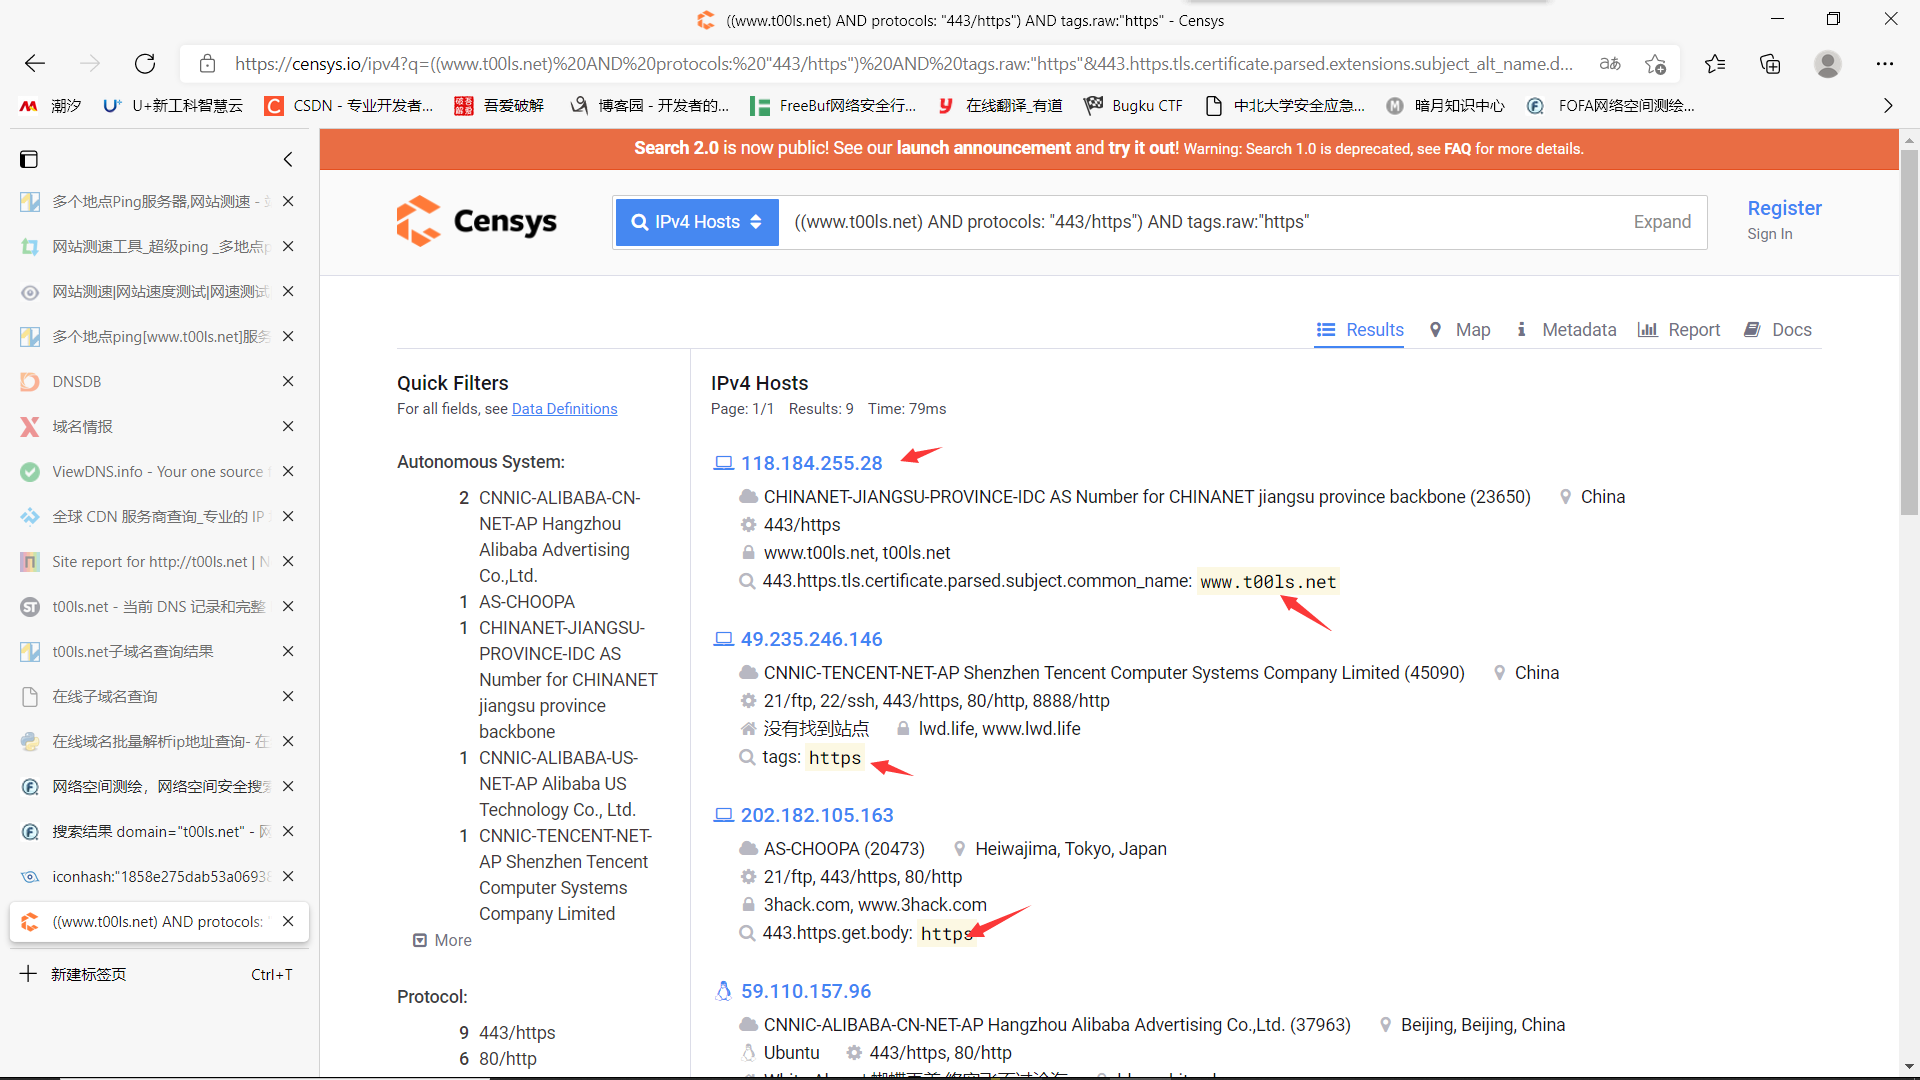 ((www.t00ls.net) AND protocols: "443/https") AND tags.raw:"https" - Censys
https://censys.io/ipv4?q=((www.t00ls.net)%20AND%20protocols:%20"443/https")%20AND%20tags.raw:"https"&443.https.tls.certificate.parsed.extensions.subject_alt_name.d...
潮汐 U+新工科智慧云 CSDN - 专业开发者... 吾爱破解 博客园 - 开发者的... FreeBuf网络安全行... 在线翻译_有道 Bugku CTF 中北大学安全应急... 暗月知识中心 FOFA网络空间测绘...
Search 2.0 is now public! See our launch announcement and try it out! Warning: Search 1.0 is deprecated, see FAQ for more details.
多个地点Ping服务器,网站测速 -
网站测速工具_超级ping _多地点
网站测速|网站速度测试|网速测试
多个地点ping[www.t00ls.net]服务
DNSDB
域名情报
ViewDNS.info - Your one source
全球 CDN 服务商查询_专业的 IP
Site report for http://t00ls.net | N
t00ls.net - 当前 DNS 记录和完整
t00ls.net子域名查询结果
在线子域名查询
在线域名批量解析ip地址查询- 在
网络空间测绘，网络空间安全搜
搜索结果 domain="t00ls.net" - 网
iconhash:"1858e275dab53a0693
((www.t00ls.net) AND protocols:
新建标签页 Ctrl+T
Censys
IPv4 Hosts
((www.t00ls.net) AND protocols: "443/https") AND tags.raw:"https"
Expand
Register
Sign In
Results Map Metadata Report Docs
Quick Filters
For all fields, see Data Definitions
Autonomous System:
2 CNNIC-ALIBABA-CN-
NET-AP Hangzhou
Alibaba Advertising
Co.,Ltd.
1 AS-CHOOPA
1 CHINANET-JIANGSU-
PROVINCE-IDC AS
Number for CHINANET
jiangsu province
backbone
1 CNNIC-ALIBABA-US-
NET-AP Alibaba US
Technology Co., Ltd.
1 CNNIC-TENCENT-NET-
AP Shenzhen Tencent
Computer Systems
Company Limited
More
Protocol:
9 443/https
6 80/http
IPv4 Hosts
Page: 1/1 Results: 9 Time: 79ms
118.184.255.28
CHINANET-JIANGSU-PROVINCE-IDC AS Number for CHINANET jiangsu province backbone (23650) China
443/https
www.t00ls.net, t00ls.net
443.https.tls.certificate.parsed.subject.common_name: www.t00ls.net
49.235.246.146
CNNIC-TENCENT-NET-AP Shenzhen Tencent Computer Systems Company Limited (45090) China
21/ftp, 22/ssh, 443/https, 80/http, 8888/http
没有找到站点 lwd.life, www.lwd.life
tags: https
202.182.105.163
AS-CHOOPA (20473) Heiwajima, Tokyo, Japan
21/ftp, 443/https, 80/http
3hack.com, www.3hack.com
443.https.get.body: https
59.110.157.96
CNNIC-ALIBABA-CN-NET-AP Hangzhou Alibaba Advertising Co.,Ltd. (37963) Beijing, Beijing, China
Ubuntu 443/https, 80/http